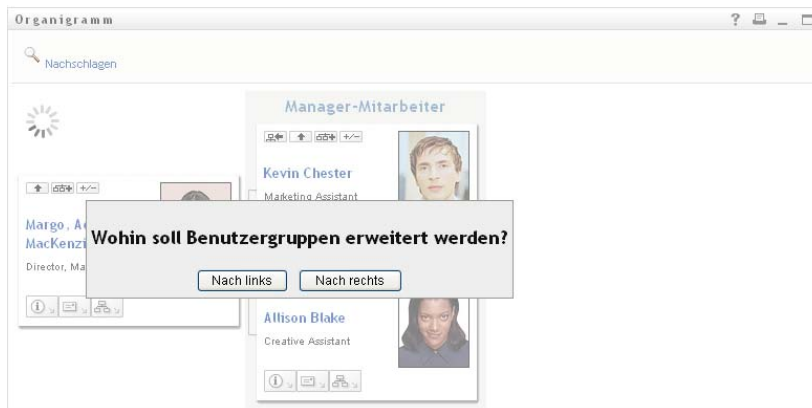 Organigramm
?
Nachschlagen
Manager-Mitarbeiter
+/-
Kevin Chester
Marketing Assistant
+/-
Margo, A
MacKenzi
Director, Ma
Wohin soll Benutzergruppen erweitert werden?
Nach links
Nach rechts
Allison Blake
Creative Assistant